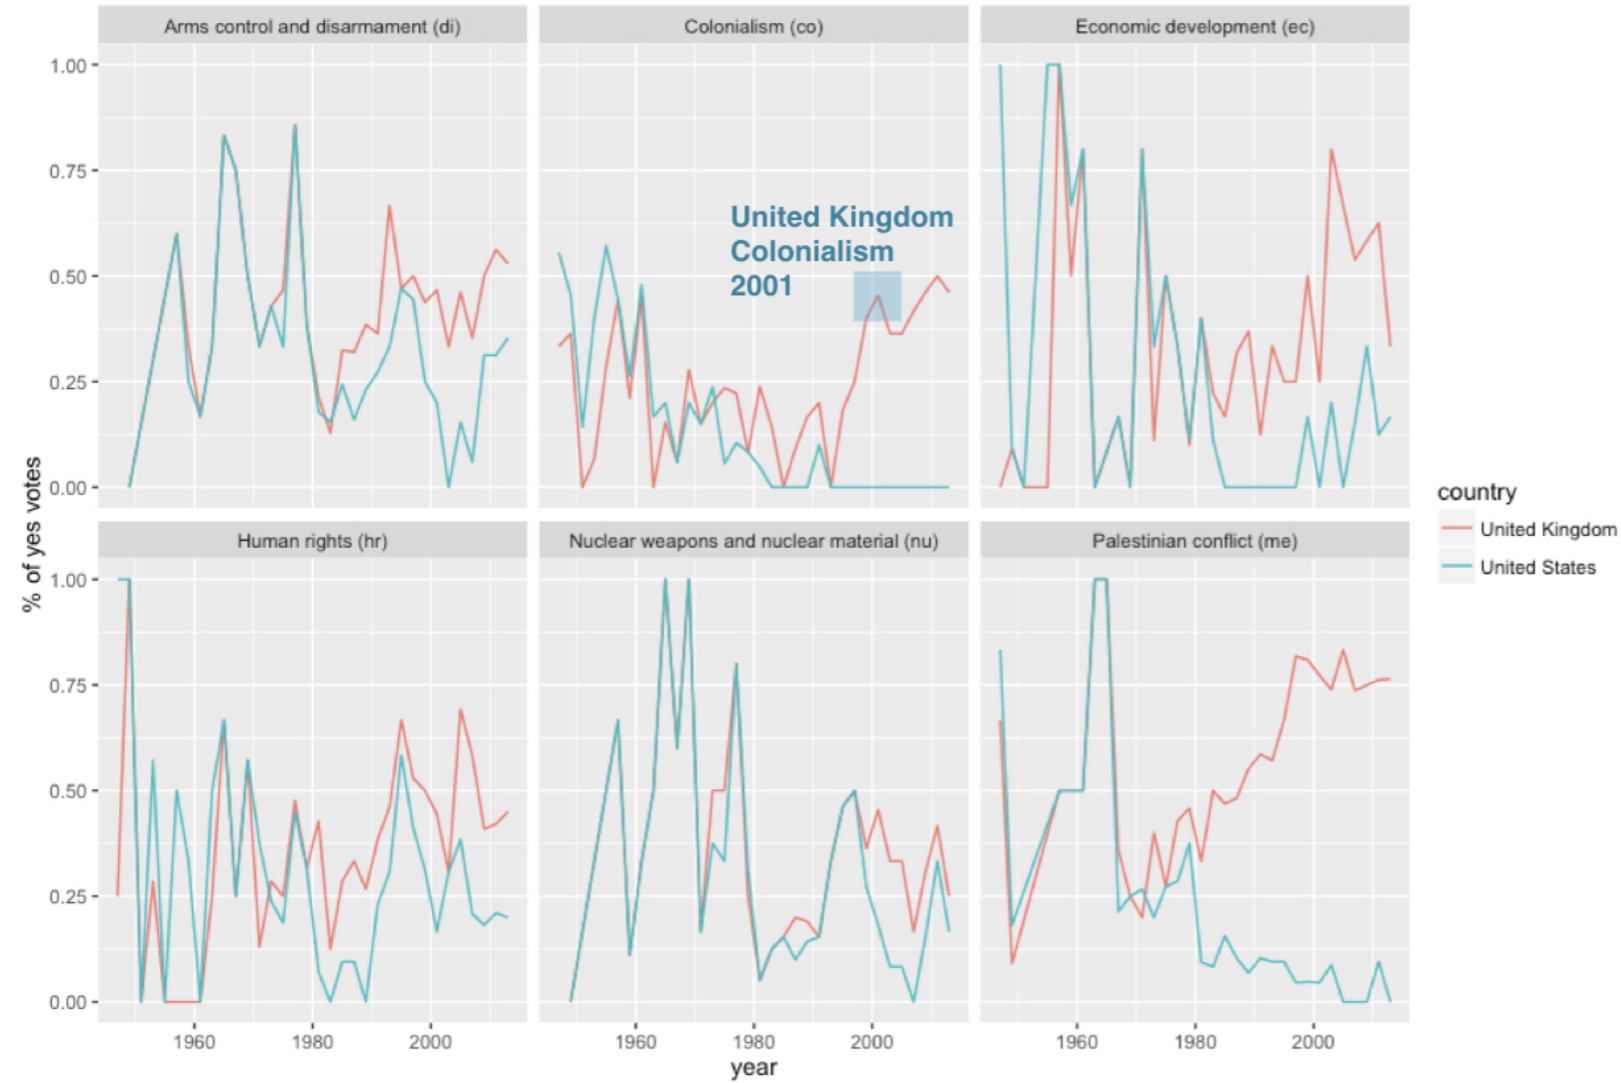 Arms control and disarmament (di)
Colonialism (co)
Economic development (ec)
1.00
0.75
0.50
0.25
0.00
United Kingdom
Colonialism
2001
% of yes votes
Human rights (hr)
Nuclear weapons and nuclear material (nu)
Palestinian conflict (me)
1.00
0.75
0.50
0.25
0.00
1960 1980 2000
1960 1980 2000
1960 1980 2000
year
country
United Kingdom
United States